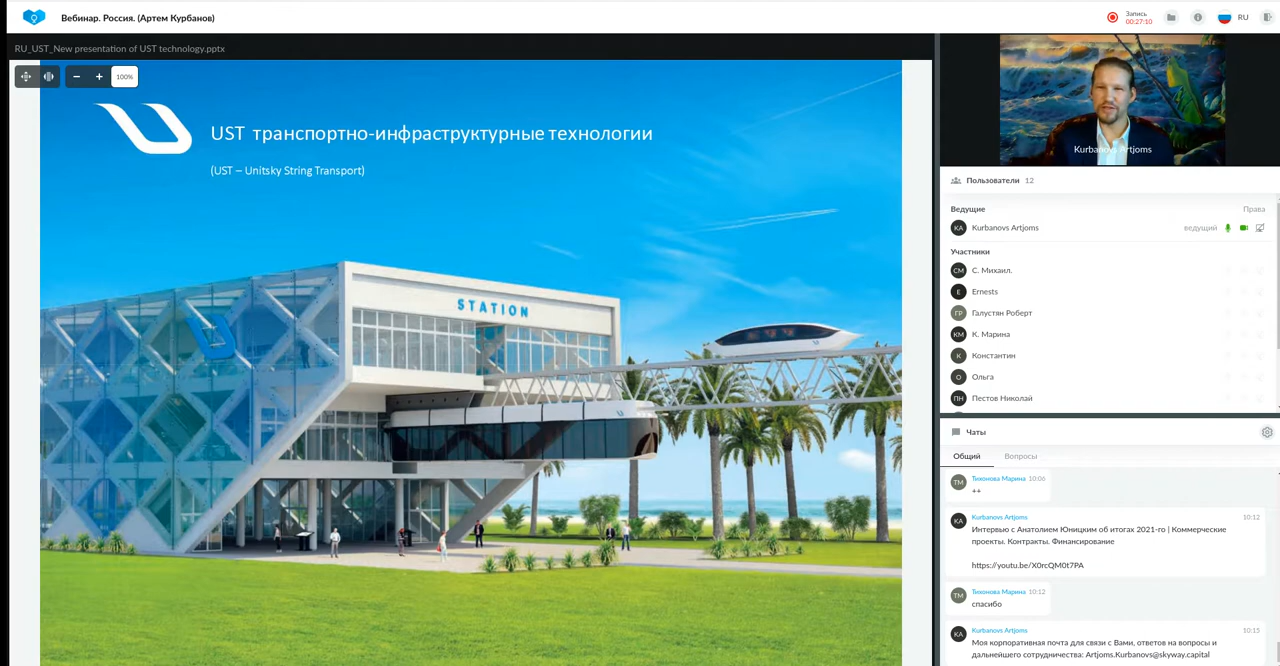 Вебинар. Россия. (Артем Курбанов)
Запись
00:27:10
RU
RU_UST_New presentation of UST technology.pptx
100%
UST транспортно-инфраструктурные технологии
(UST – Unitsky String Transport)
STATION
Kurbanovs Artjoms
Пользователи 12
Ведущие Права
KA Kurbanovs Artjoms ведущий
Участники
СМ С. Михаил.
E Ernests
ГР Галустян Роберт
КМ К. Марина
К Константин
О Ольга
ПН Пестов Николай
Чаты
Общий Вопросы
ТМ Тихонова Марина 10:06
++
KA Kurbanovs Artjoms 10:12
Интервью с Анатолием Юницким об итогах 2021-го | Коммерческие
проекты. Контракты. Финансирование
https://youtu.be/X0rcQM0t7PA
ТМ Тихонова Марина 10:12
спасибо
KA Kurbanovs Artjoms 10:15
Моя корпоративная почта для связи с Вами, ответов на вопросы и
дальнейшего сотрудничества: Artjoms.Kurbanovs@skyway.capital